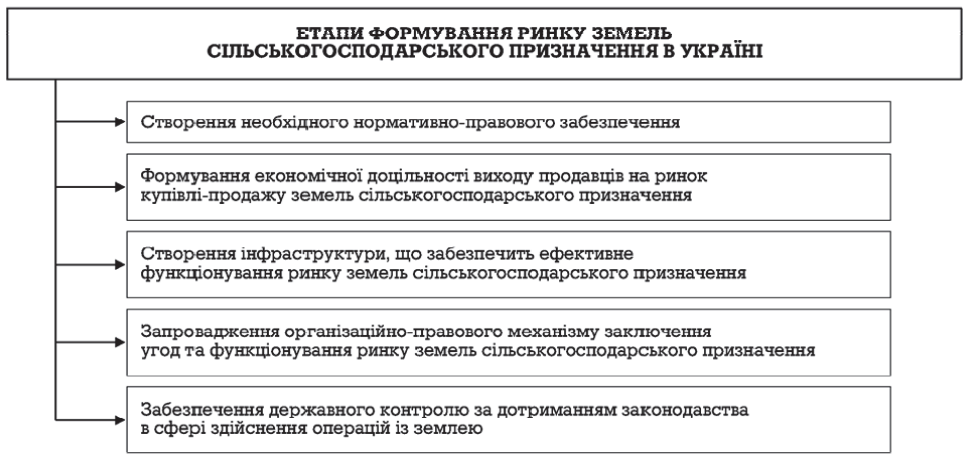 ЕТАПИ ФОРМУВАННЯ РИНКУ ЗЕМЕЛЬ
СІЛЬСЬКОГОСПОДАРСЬКОГО ПРИЗНАЧЕННЯ В УКРАЇНІ
Створення необхідного нормативно-правового забезпечення
Формування економічної доцільності виходу продавців на ринок
купівлі-продажу земель сільськогосподарського призначення
Створення інфраструктури, що забезпечить ефективне
функціонування ринку земель сільськогосподарського призначення
Запровадження організаційно-правового механізму заключення
угод та функціонування ринку земель сільськогосподарського призначення
Забезпечення державного контролю за дотриманням законодавства
в сфері здійснення операцій із землею